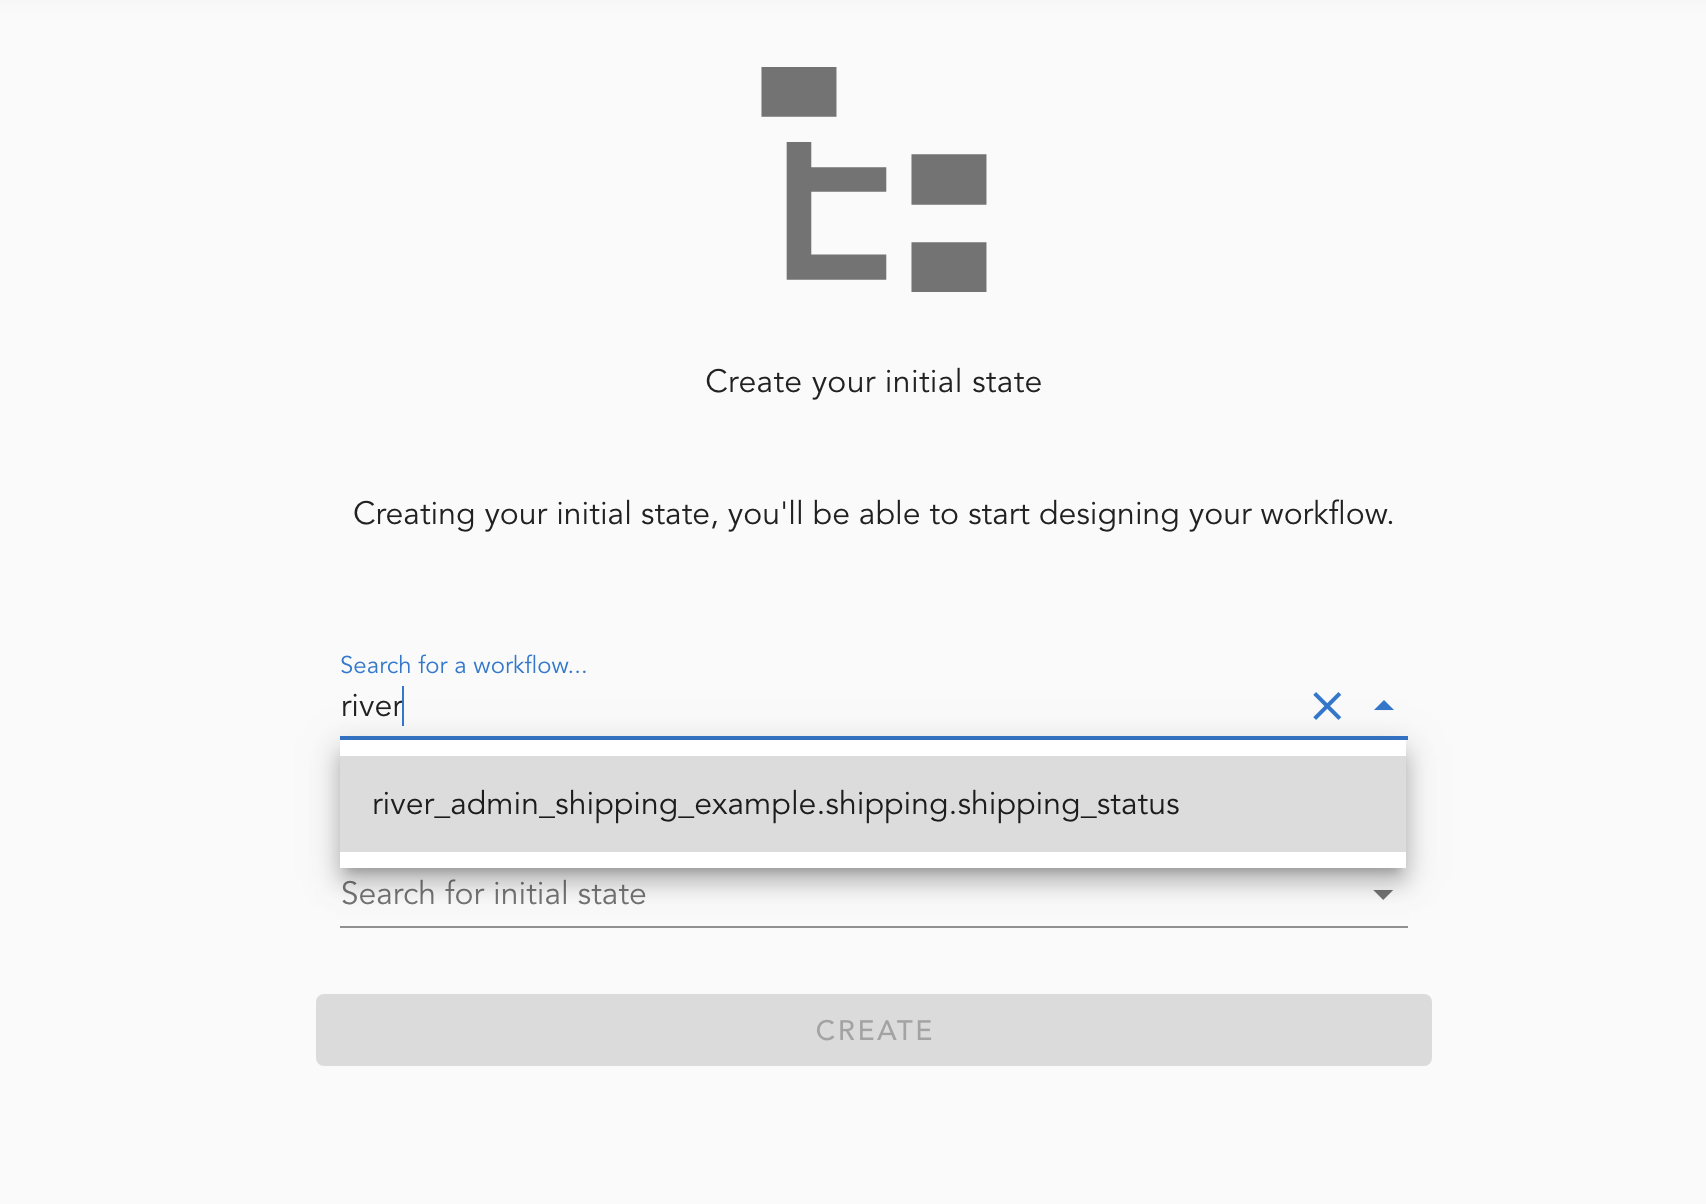 Create your initial state
Creating your initial state, you'll be able to start designing your workflow.
Search for a workflow...
river
river_admin_shipping_example.shipping.shipping_status
Search for initial state
CREATE